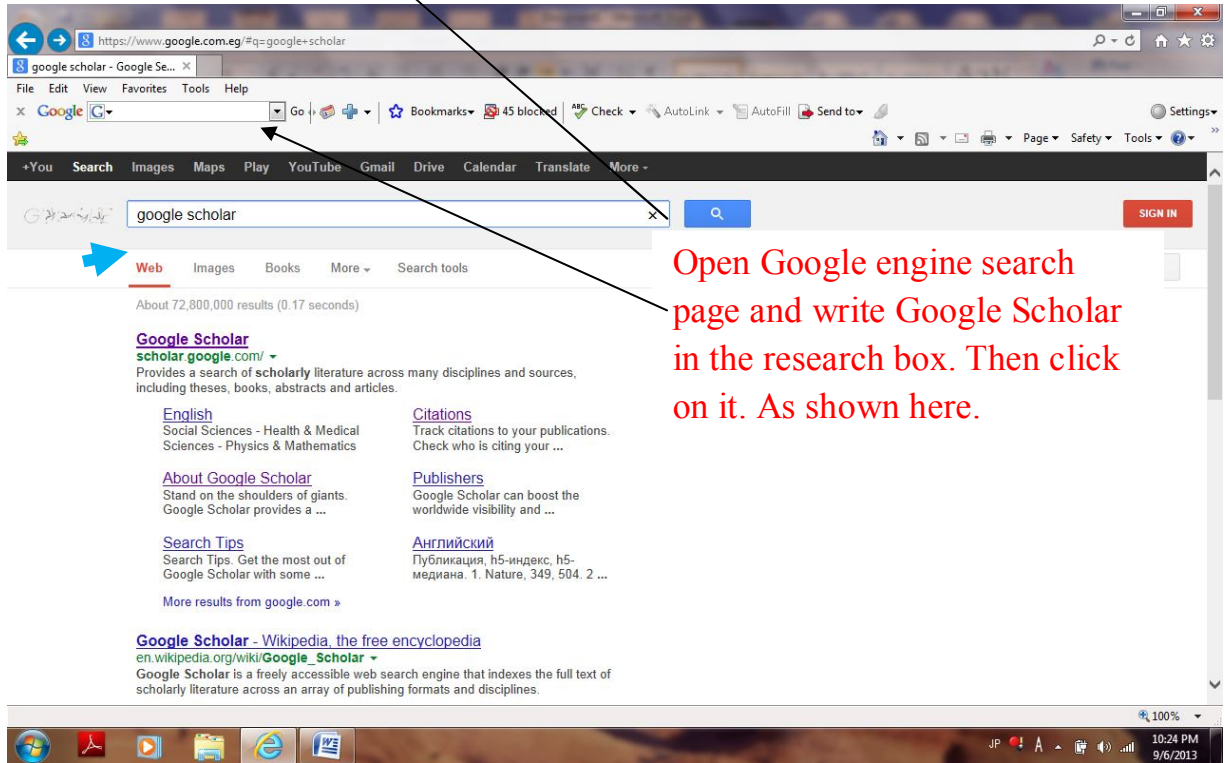 https://www.google.com.eg/#q=google+scholar
google scholar - Google Se...
File Edit View Favorites Tools Help
x Google G Go Bookmarks 45 blocked ABC Check AutoLink AutoFill Send to Settings
Page Safety Tools »
+You Search Images Maps Play YouTube Gmail Drive Calendar Translate More
google scholar x SIGN IN
Web Images Books More Search tools
About 72,800,000 results (0.17 seconds)
Open Google engine search
page and write Google Scholar
in the research box. Then click
on it. As shown here.
Google Scholar
scholar.google.com/
Provides a search of scholarly literature across many disciplines and sources,
including theses, books, abstracts and articles.
English
Social Sciences - Health & Medical
Sciences - Physics & Mathematics
Citations
Track citations to your publications.
Check who is citing your ...
About Google Scholar
Stand on the shoulders of giants.
Google Scholar provides a ...
Publishers
Google Scholar can boost the
worldwide visibility and ...
Search Tips
Search Tips. Get the most out of
Google Scholar with some ...
Английский
Публикация, h5-индекс, h5-
медиана. 1. Nature, 349, 504. 2 ...
More results from google.com »
Google Scholar - Wikipedia, the free encyclopedia
en.wikipedia.org/wiki/Google_Scholar
Google Scholar is a freely accessible web search engine that indexes the full text of
scholarly literature across an array of publishing formats and disciplines.
100%
JP A 10:24 PM
9/6/2013